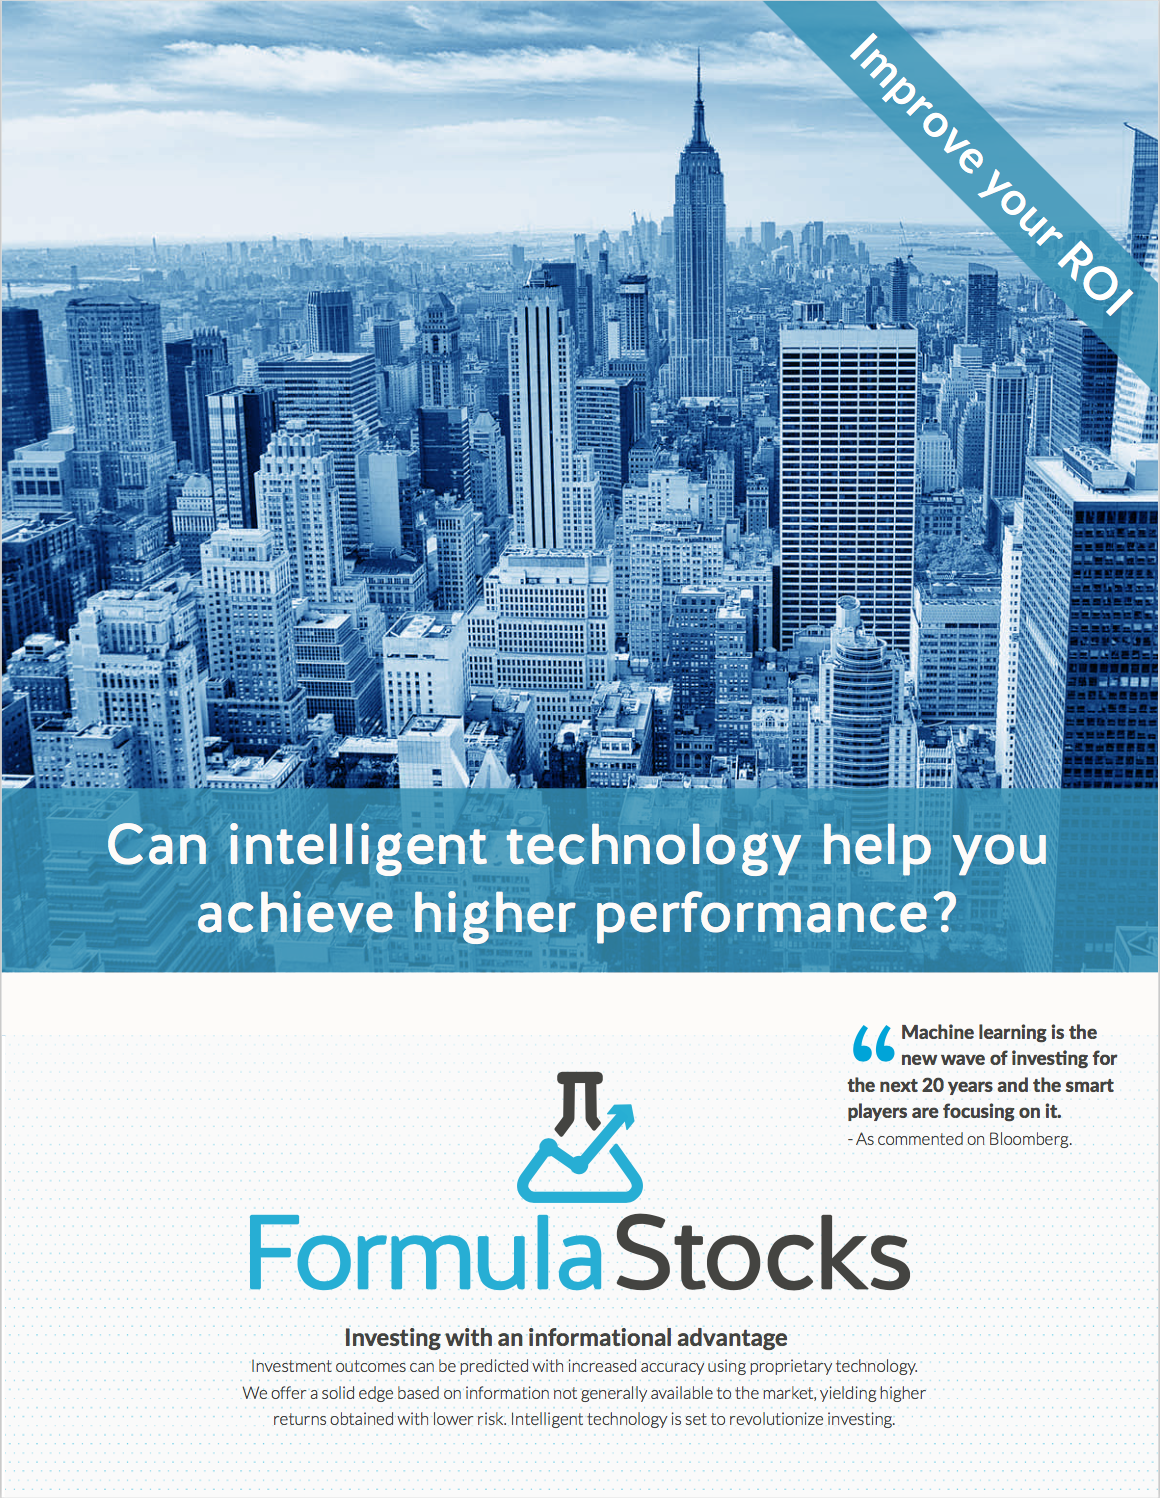 Improve your ROI
Can intelligent technology help you
achieve higher performance?
“ Machine learning is the
new wave of investing for
the next 20 years and the smart
players are focusing on it.
- As commented on Bloomberg.
FormulaStocks
Investing with an informational advantage
Investment outcomes can be predicted with increased accuracy using proprietary technology.
We offer a solid edge based on information not generally available to the market, yielding higher
returns obtained with lower risk. Intelligent technology is set to revolutionize investing.